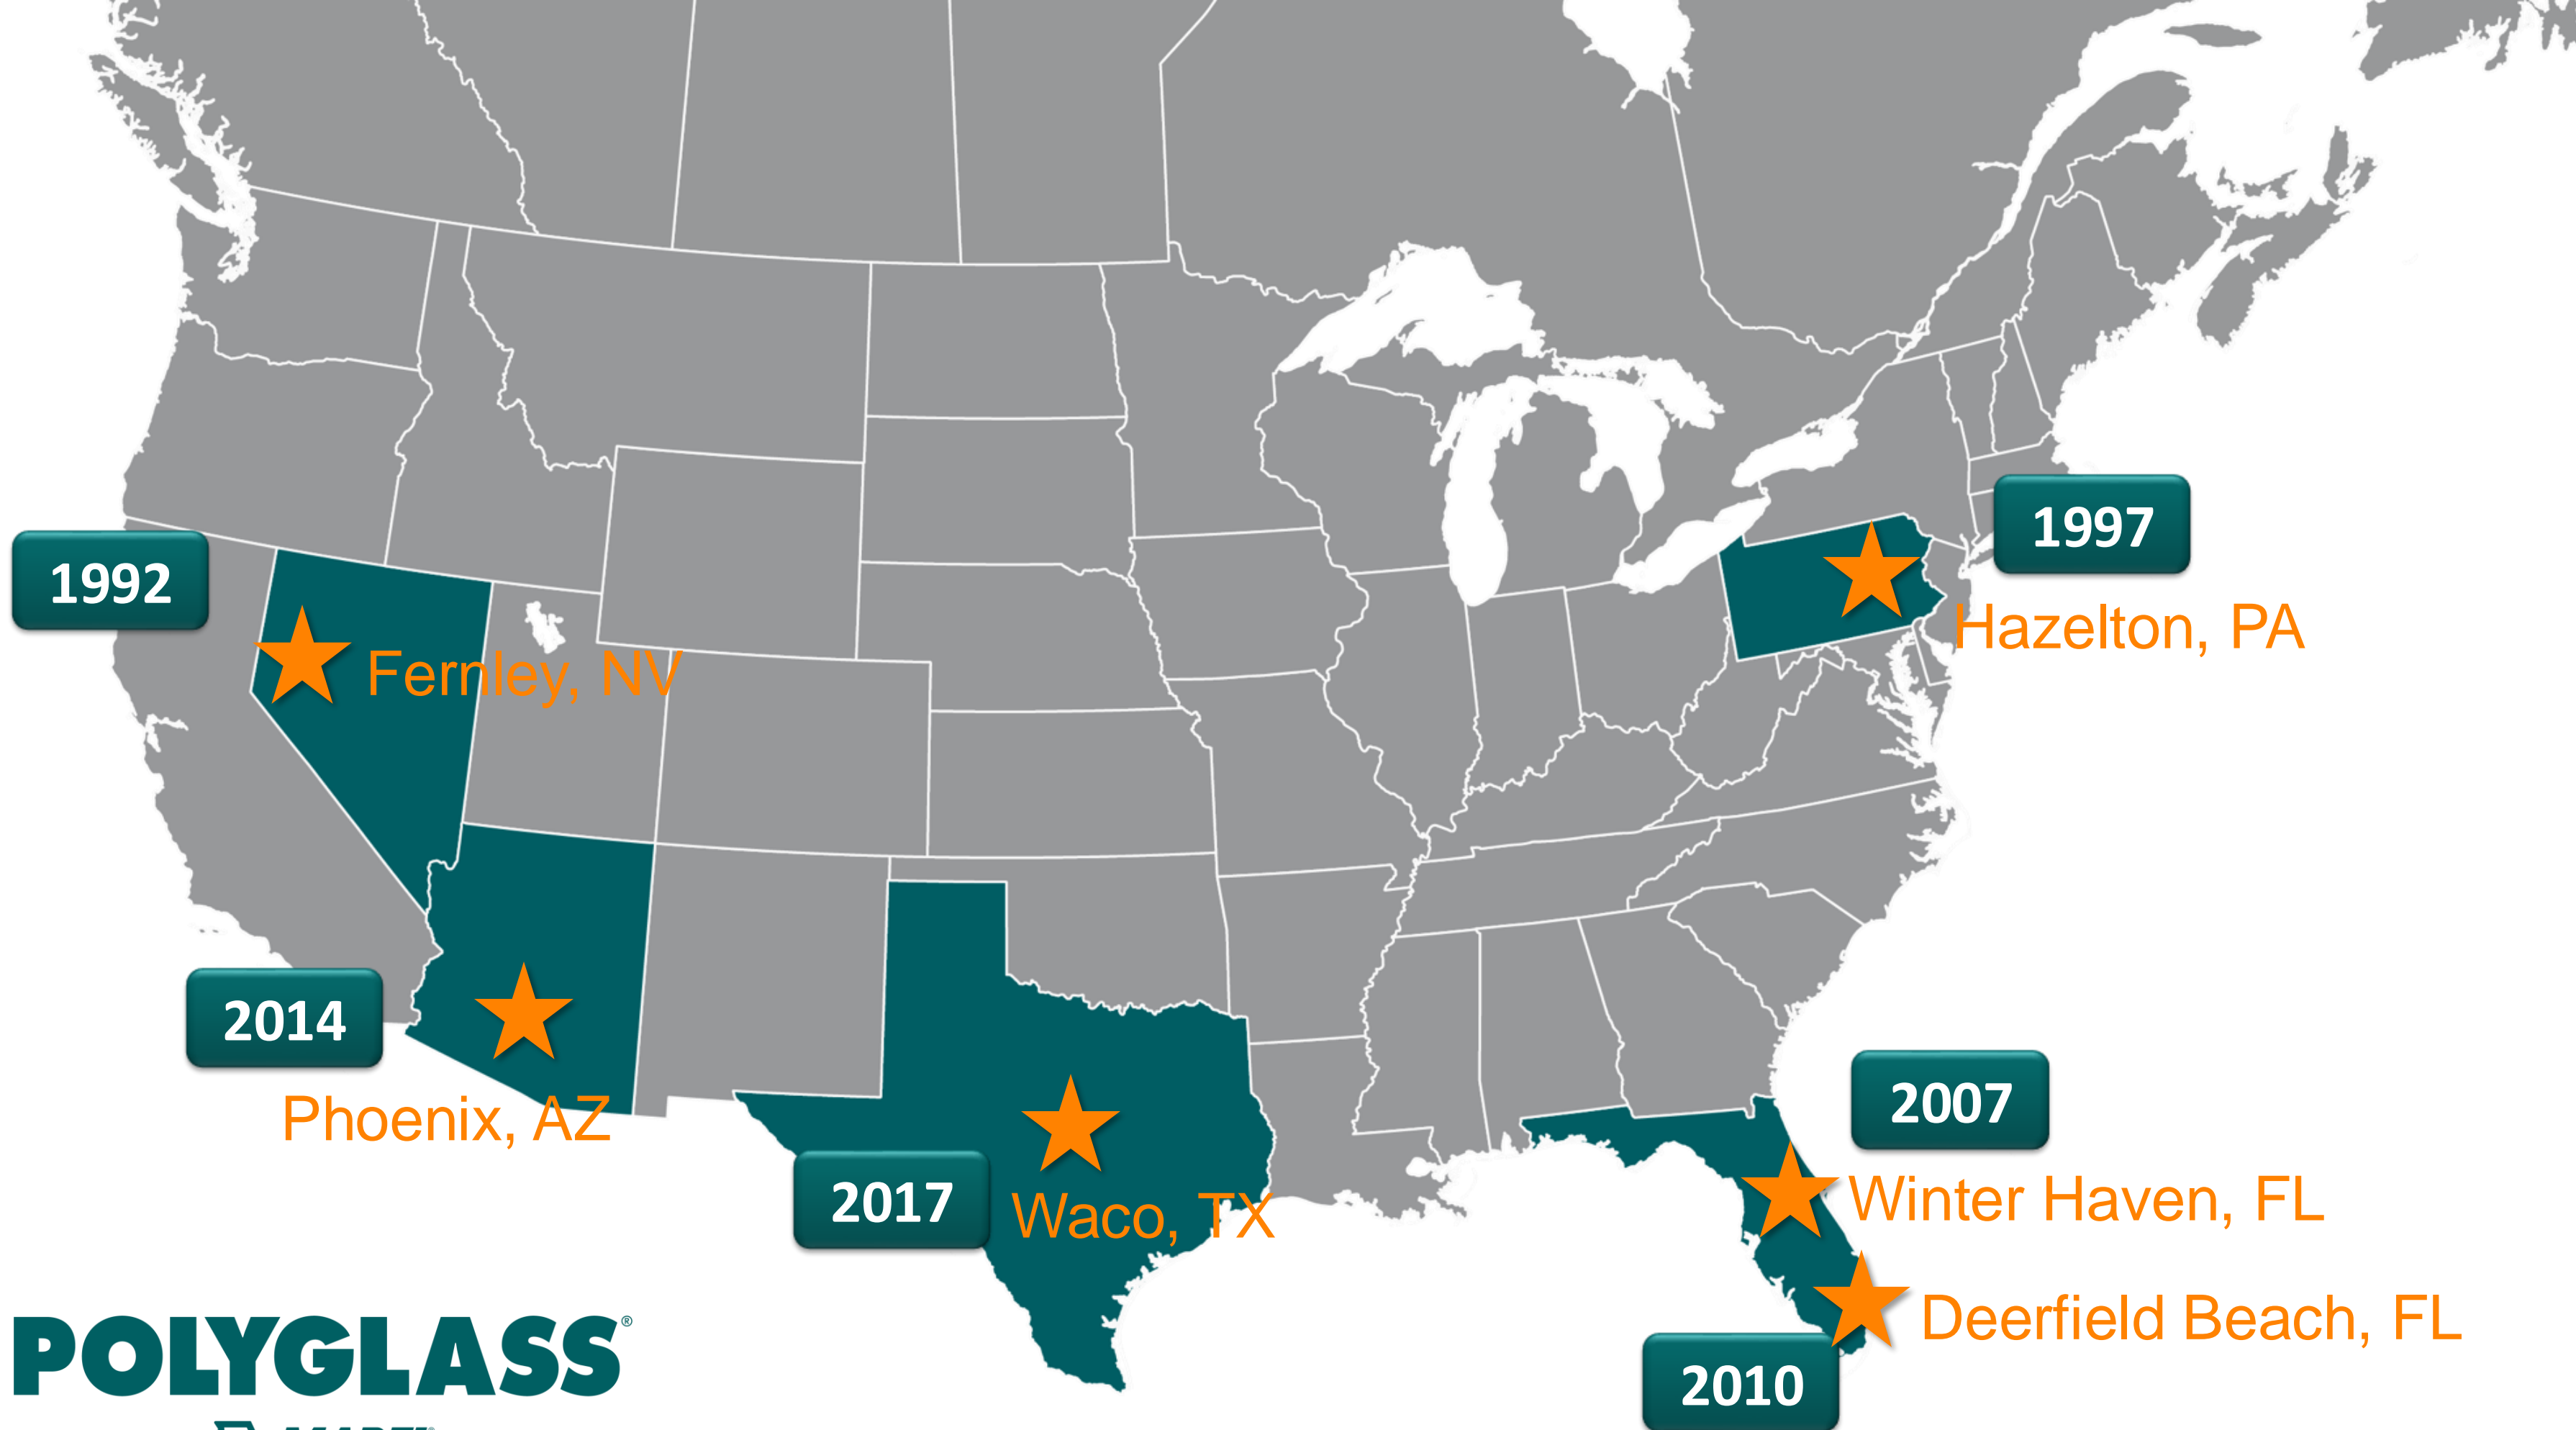 1997
1992
Hazelton, PA
Fernley, NV
2014
2007
Phoenix, AZ
2017
Waco, TX
Winter Haven, FL
Deerfield Beach, FL
POLYGLASS®
2010